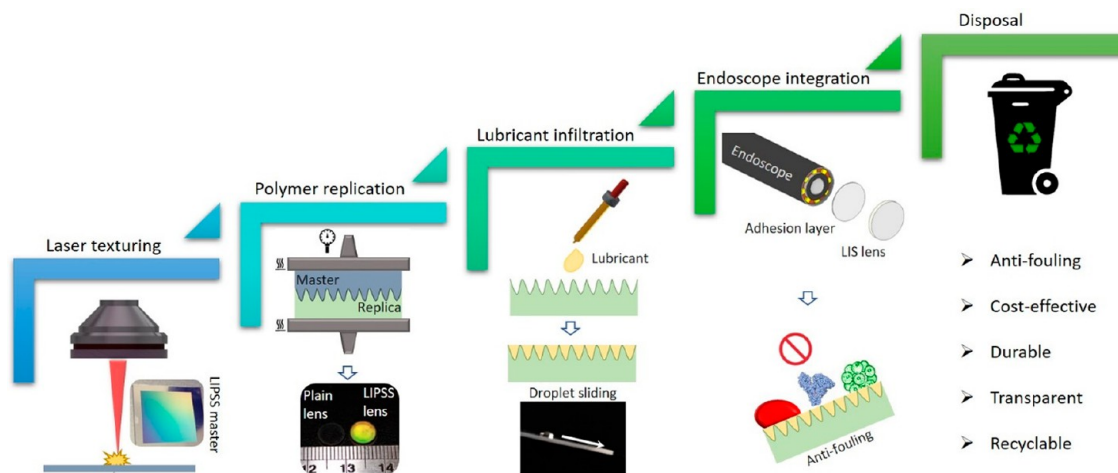 Laser texturing
LIPSS master
Polymer replication
Master
Replica
Plain
lens
LIPSS
lens
12 13 14
Lubricant infiltration
Lubricant
Droplet sliding
Endoscope integration
Endoscope
Adhesion layer
LIS lens
Anti-fouling
Disposal
➢ Anti-fouling
➢ Cost-effective
➢ Durable
➢ Transparent
➢ Recyclable